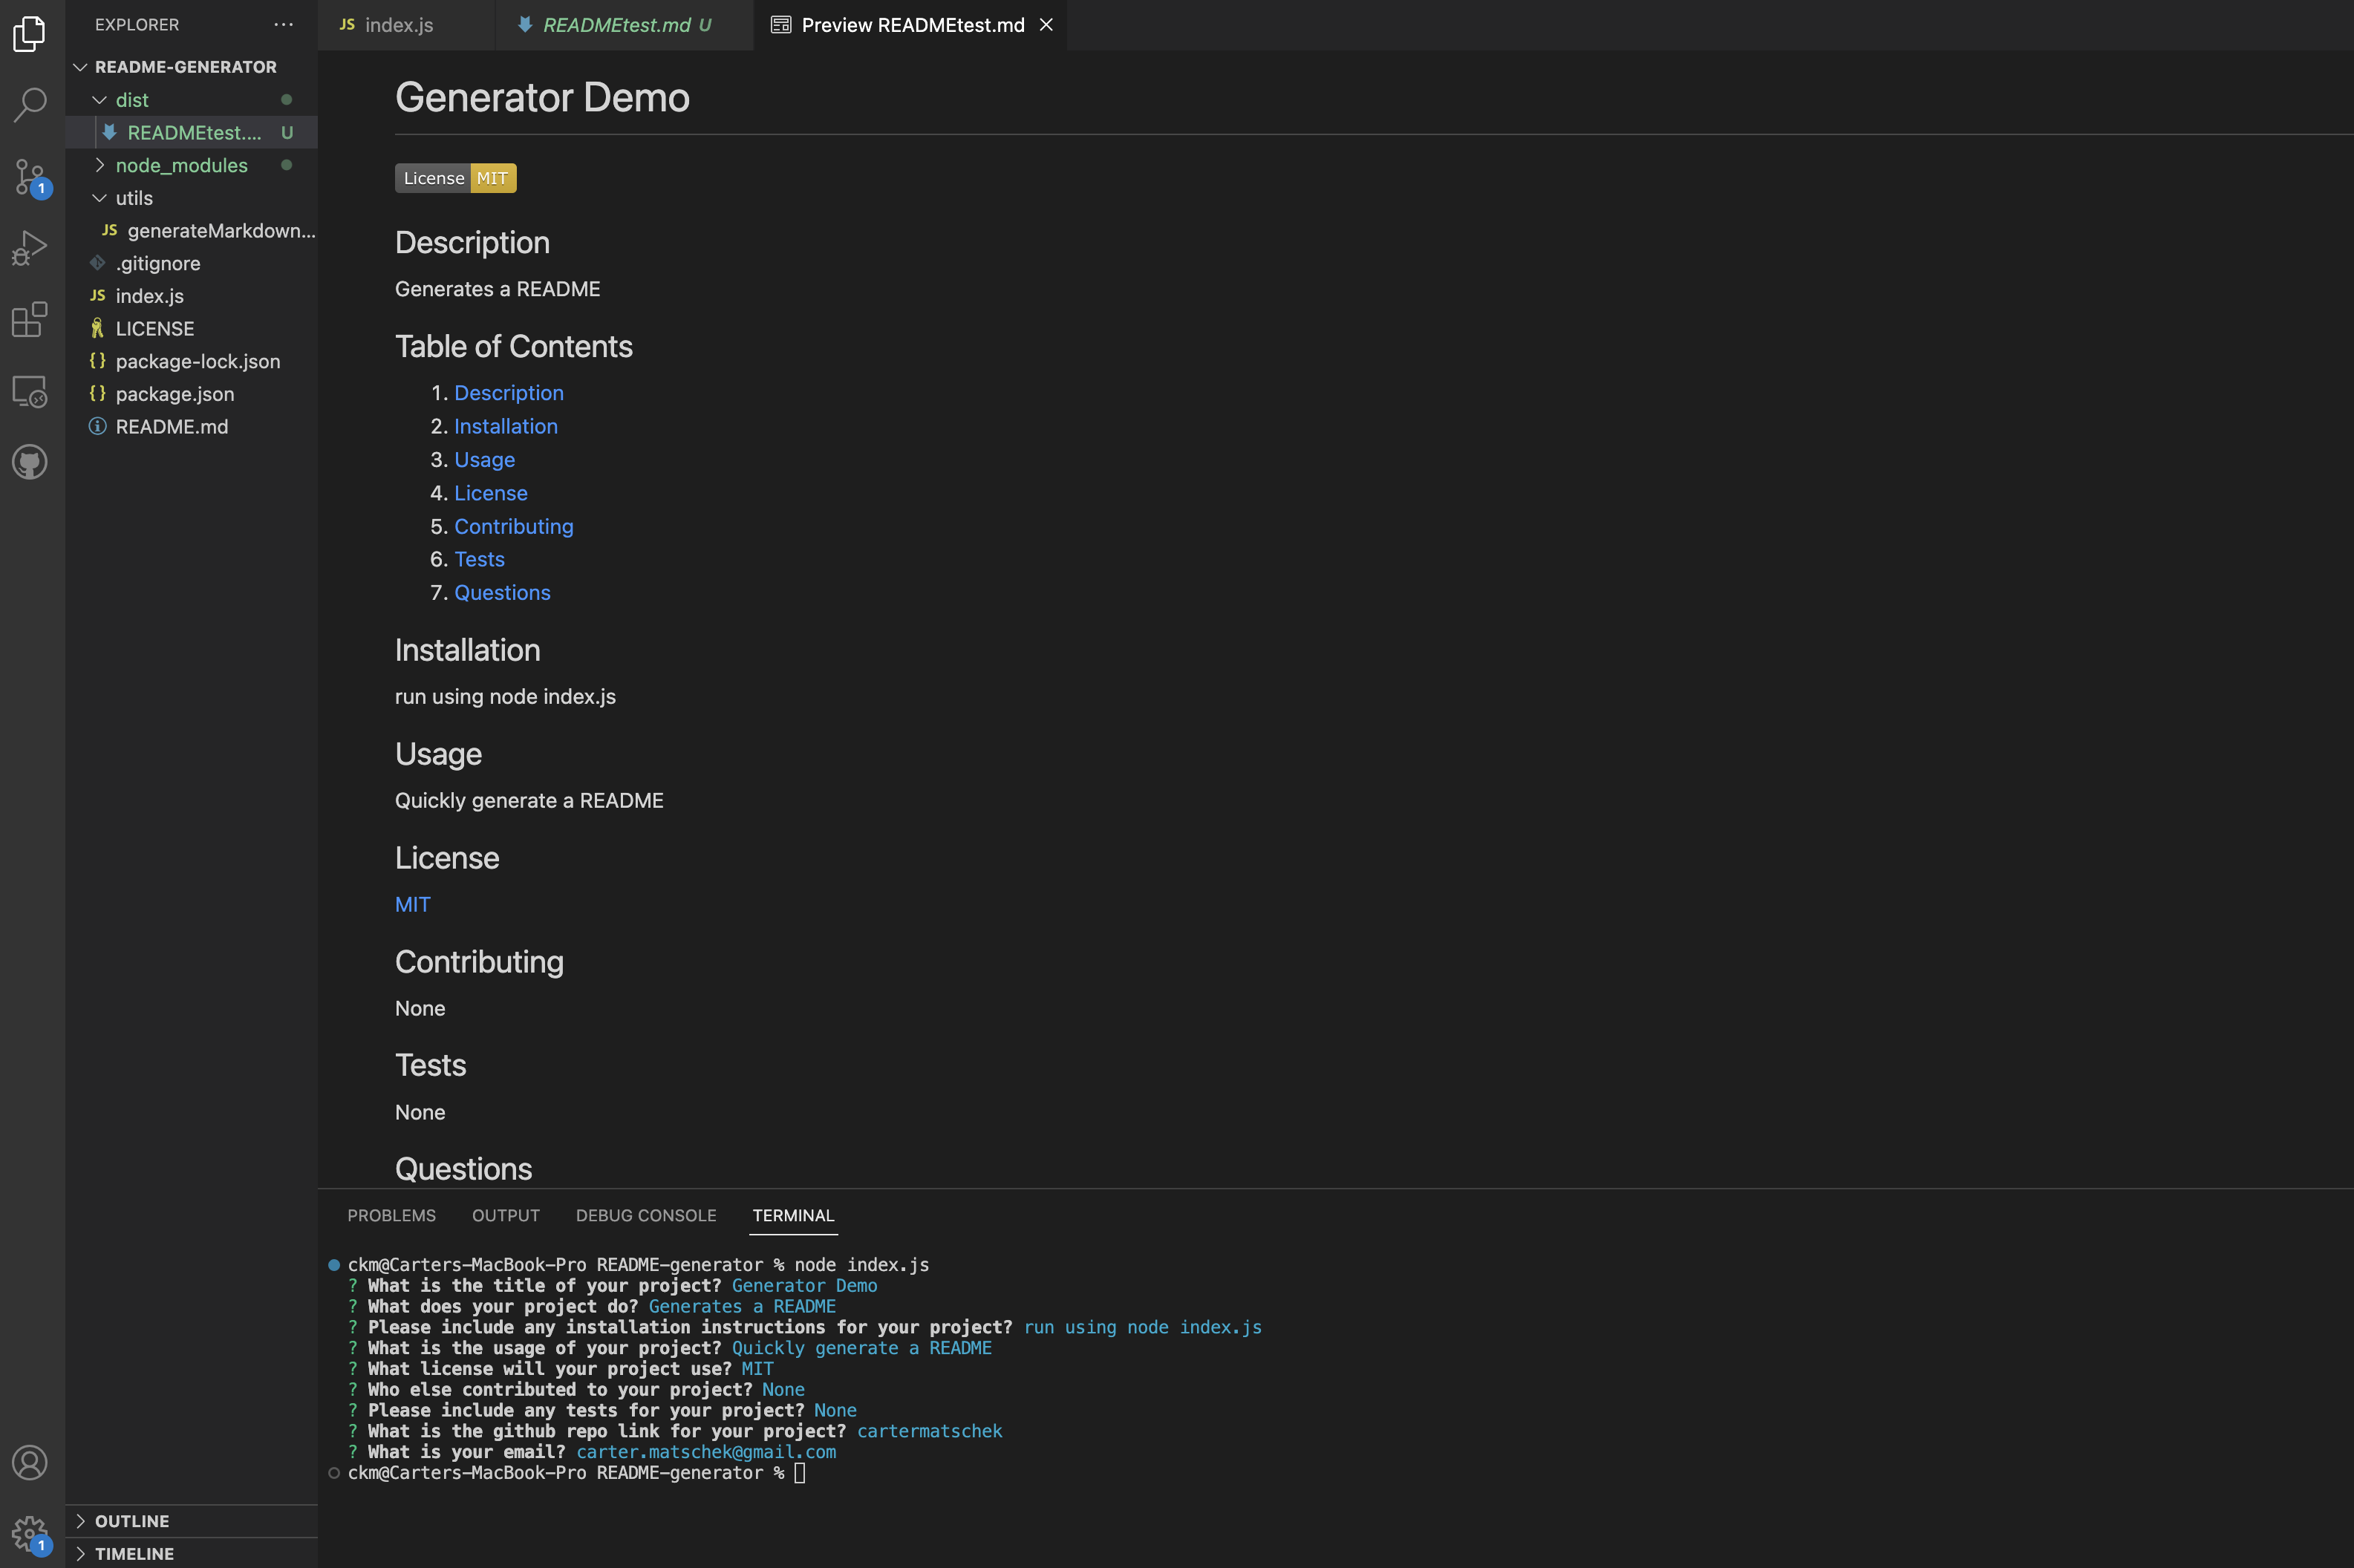 EXPLORER
README-GENERATOR
dist
READMEtest.... U
node_modules
utils
JS generateMarkdown...
.gitignore
JS index.js
LICENSE
{} package-lock.json
{} package.json
README.md
OUTLINE
TIMELINE
1
1
JS index.js
READMEtest.md U
Preview READMEtest.md
Generator Demo
License MIT
Description
Generates a README
Table of Contents
1. Description
2. Installation
3. Usage
4. License
5. Contributing
6. Tests
7. Questions
Installation
run using node index.js
Usage
Quickly generate a README
License
MIT
Contributing
None
Tests
None
Questions
PROBLEMS OUTPUT DEBUG CONSOLE TERMINAL
ckm@Carters-MacBook-Pro README-generator % node index.js
? What is the title of your project? Generator Demo
? What does your project do? Generates a README
? Please include any installation instructions for your project? run using node index.js
? What is the usage of your project? Quickly generate a README
? What license will your project use? MIT
? Who else contributed to your project? None
? Please include any tests for your project? None
? What is the github repo link for your project? cartermatschek
? What is your email? carter.matschek@gmail.com
ckm@Carters-MacBook-Pro README-generator %